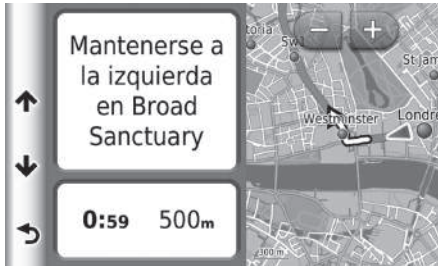 Mantenerse a
la izquierda
en Broad
Sanctuary
0:59 500m
toria
SW1
St Jam
Westminster
Londre
300 m